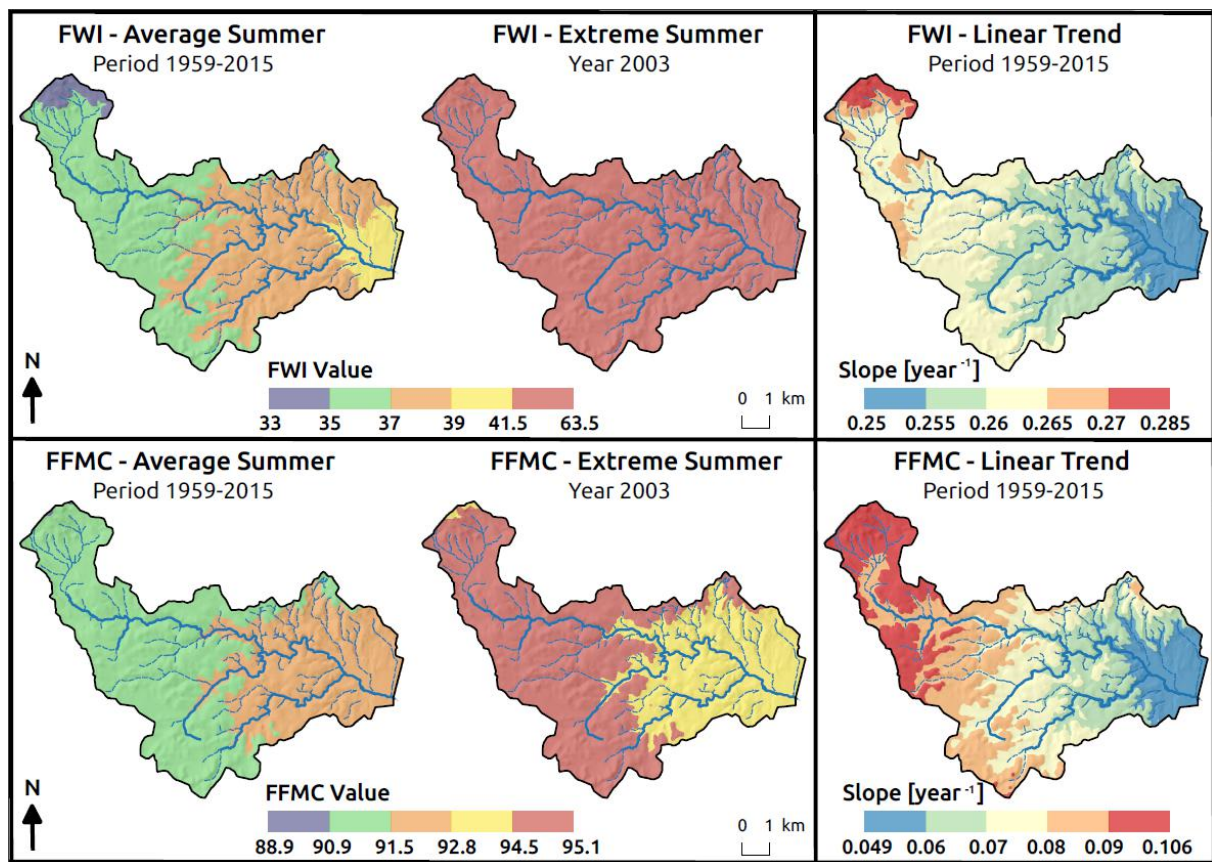 FWI - Average Summer
Period 1959-2015
FWI - Extreme Summer
Year 2003
FWI - Linear Trend
Period 1959-2015
N
FWI Value
33 35 37 39 41.5 63.5
0 1 km
Slope [year ⁻¹]
0.25 0.255 0.26 0.265 0.27 0.285
FFMC - Average Summer
Period 1959-2015
FFMC - Extreme Summer
Year 2003
FFMC - Linear Trend
Period 1959-2015
N
FFMC Value
88.9 90.9 91.5 92.8 94.5 95.1
0 1 km
Slope [year ⁻¹]
0.049 0.06 0.07 0.08 0.09 0.106